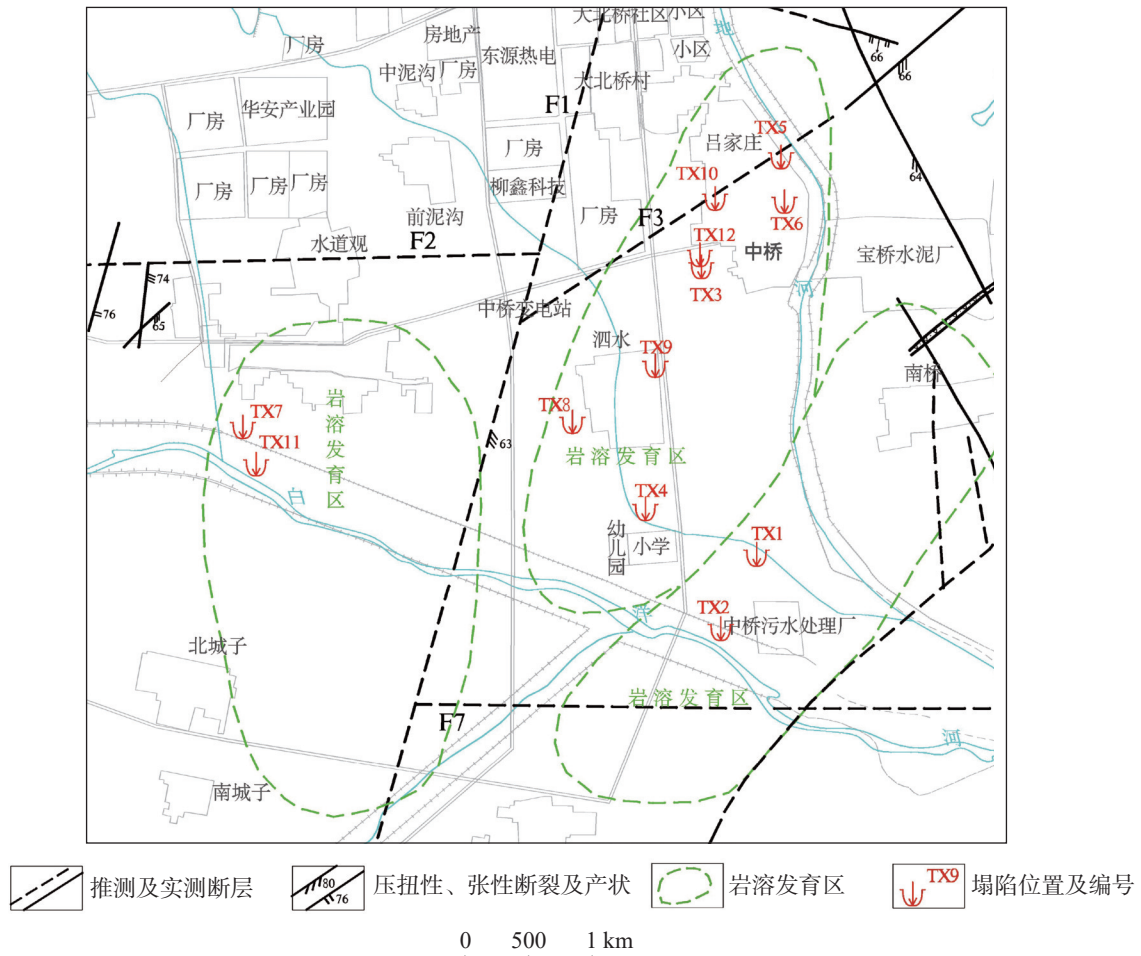 大北桥社区
小区
岩
房地产
厂房
东源热电
小区
66
66
中泥沟
厂房
大北桥村
F1
华安产业园
厂房
TX5
吕家庄
厂房
64
TX10
厂房
厂房
厂房
柳鑫科技
前泥沟
厂房
F3
TX6
水道观
F2
TX12
中桥
宝桥水泥厂
74
TX3
河
76
65
中桥变电站
泗水
TX9
南桥
岩溶发育区
TX7
TX8
63
TX11
岩溶发育区
白
TX4
幼儿园
小学
TX1
TX2
中桥污水处理厂
北城子
岩溶发育区
F7
河
南城子
推测及实测断层
80
76
压扭性、张性断裂及产状
岩溶发育区
TX9
塌陷位置及编号
0 500 1 km